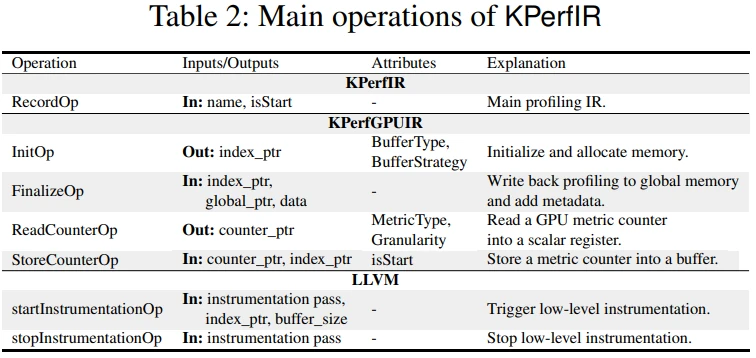 Table 2: Main operations of KPerfIR
Operation Inputs/Outputs Attributes Explanation
KPerfIR
RecordOp In: name, isStart - Main profiling IR.
KPerfGPUIR
InitOp Out: index_ptr BufferType, BufferStrategy Initialize and allocate memory.
FinalizeOp In: index_ptr, global_ptr, data - Write back profiling to global memory and add metadata.
ReadCounterOp Out: counter_ptr MetricType, Granularity Read a GPU metric counter into a scalar register.
StoreCounterOp In: counter_ptr, index_ptr isStart Store a metric counter into a buffer.
LLVM
startInstrumentationOp In: instrumentation pass, index_ptr, buffer_size - Trigger low-level instrumentation.
stopInstrumentationOp In: instrumentation pass - Stop low-level instrumentation.